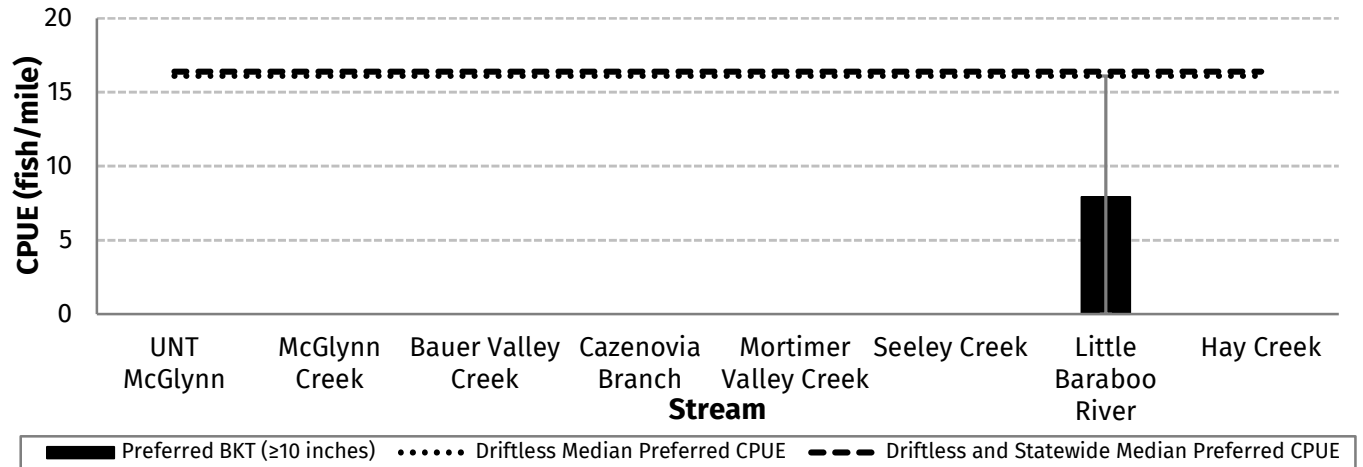 20
15
10
5
0
CPUE (fish/mile)
UNT McGlynn
McGlynn Creek
Bauer Valley Creek
Cazenovia Branch
Mortimer Valley Creek
Seeley Creek
Little Baraboo River
Hay Creek
Stream
Preferred BKT (≥10 inches) Driftless Median Preferred CPUE Driftless and Statewide Median Preferred CPUE